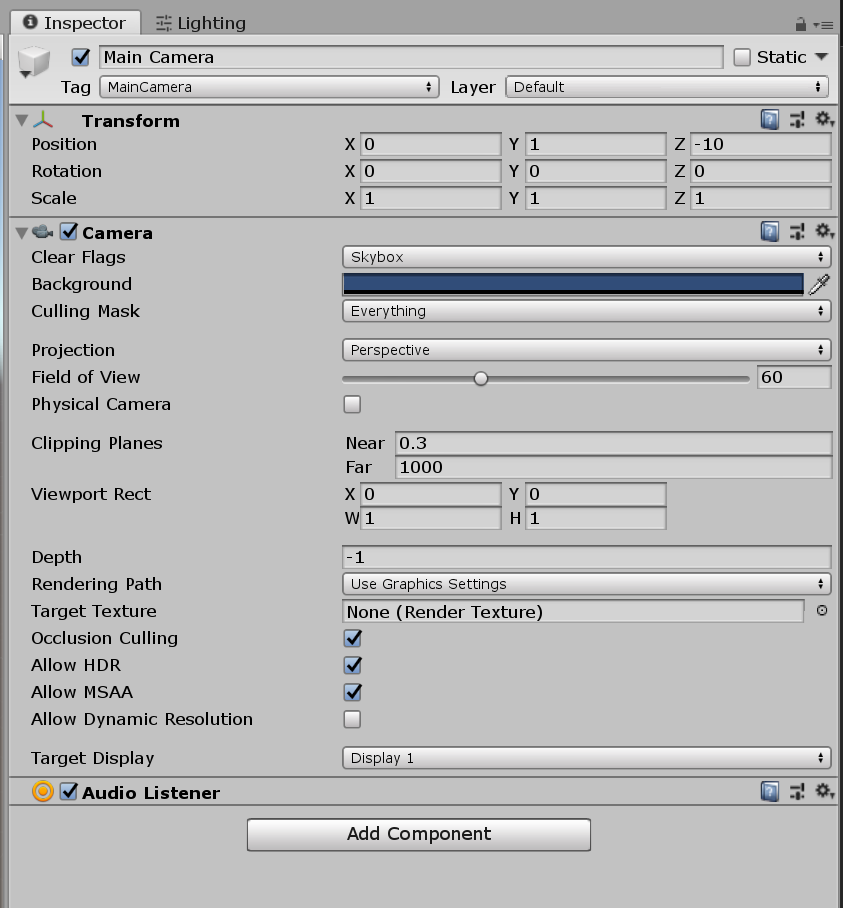 Inspector Lighting
Main Camera Static
Tag MainCamera Layer Default
Transform
Position X 0 Y 1 Z -10
Rotation X 0 Y 0 Z 0
Scale X 1 Y 1 Z 1
Camera
Clear Flags Skybox
Background
Culling Mask Everything
Projection Perspective
Field of View 60
Physical Camera
Clipping Planes Near 0.3
Far 1000
Viewport Rect X 0 Y 0
W 1 H 1
Depth -1
Rendering Path Use Graphics Settings
Target Texture None (Render Texture)
Occlusion Culling
Allow HDR
Allow MSAA
Allow Dynamic Resolution
Target Display Display 1
Audio Listener
Add Component